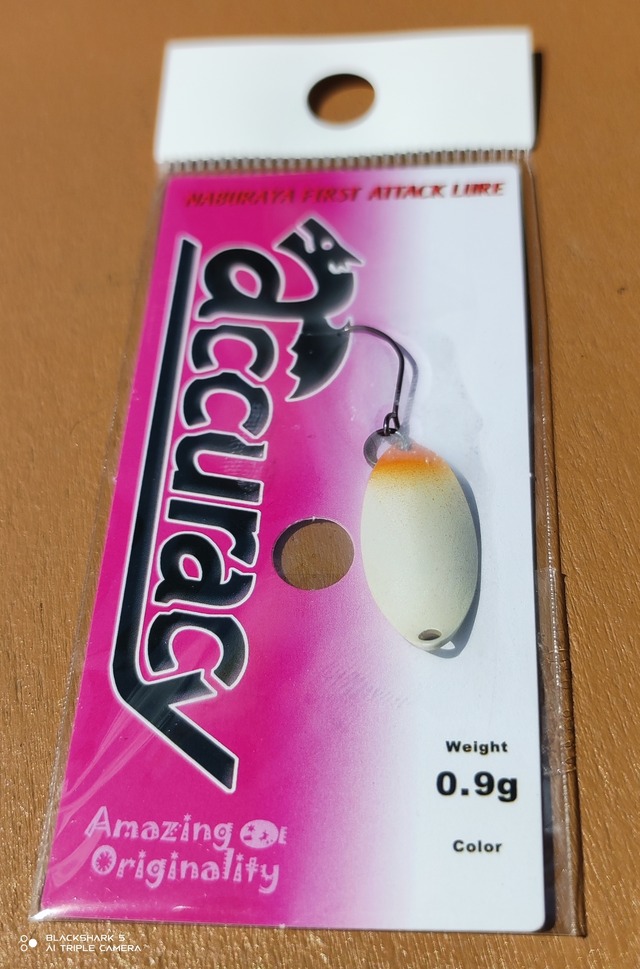 NABURAYA FIRST ATTACK LURE
accuracy
Weight
0.9g
Color
Amazing
Originality
BLACKSHARK 5
AI TRIPLE CAMERA